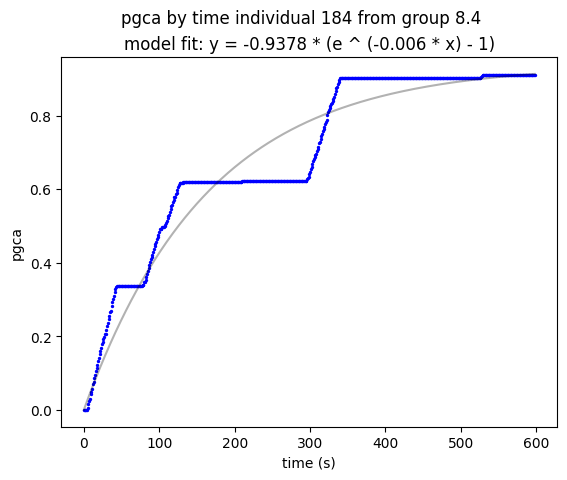 pgca by time individual 184 from group 8.4
model fit: y = -0.9378 * (e ^ (-0.006 * x) - 1)
0.8
0.6
0.4
0.2
0.0
pgca
0 100 200 300 400 500 600
time (s)